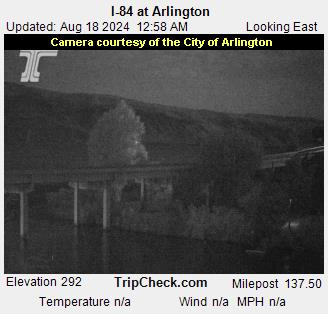 I-84 at Arlington
Updated: Aug 18 2024 12:58 AM Looking East
Camera courtesy of the City of Arlington
Elevation 292 TripCheck.com Milepost 137.50
Temperature n/a Wind n/a MPH n/a